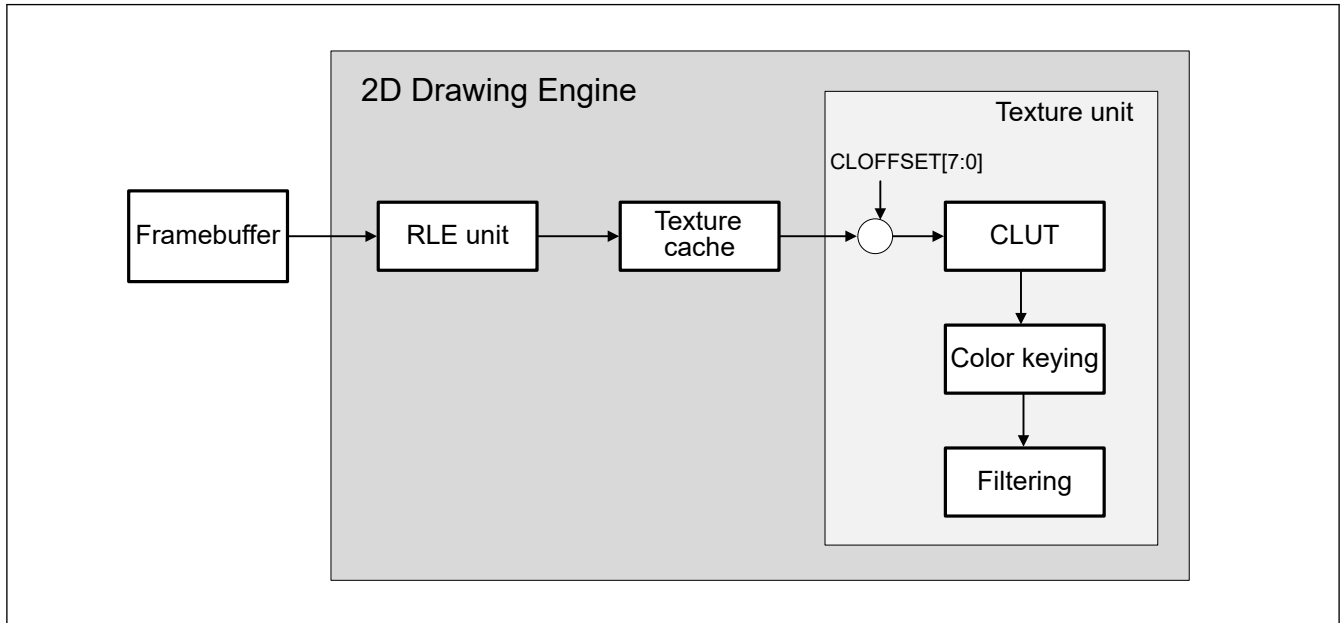 2D Drawing Engine
Texture unit
CLOFFSET[7:0]
Framebuffer
RLE unit
Texture
cache
CLUT
Color keying
Filtering